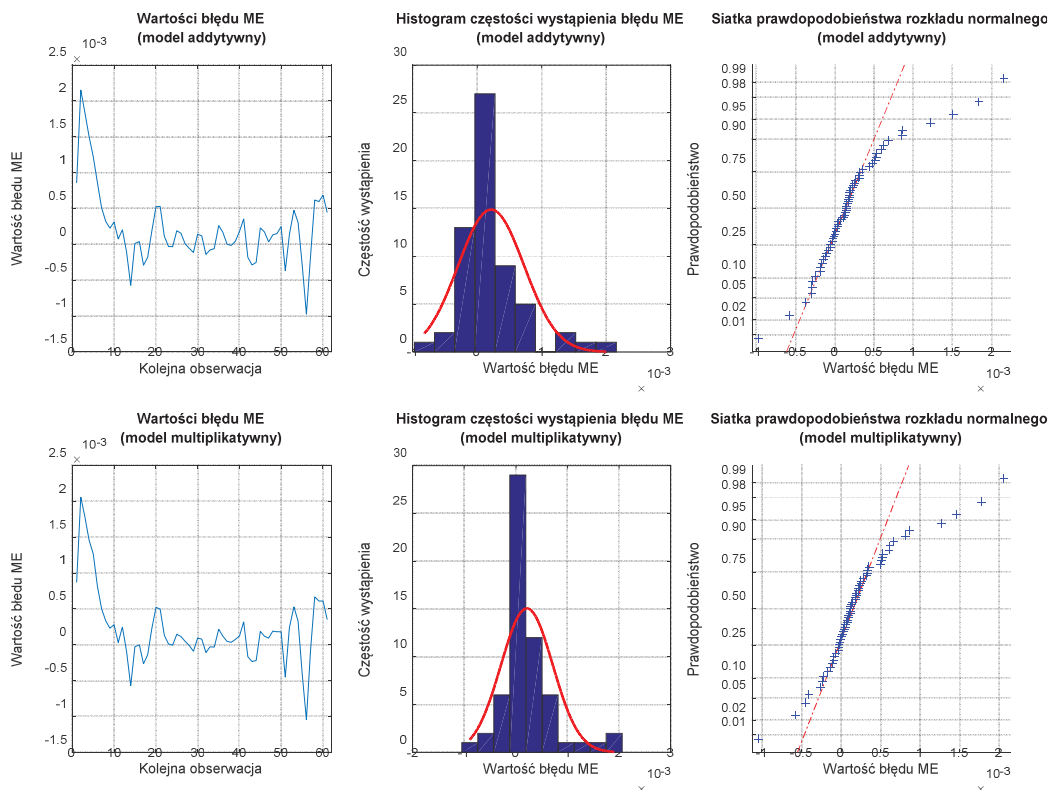 Wartości błędu ME
(model addytywny)
× 10-3
2.5
2
1.5
1
0.5
0
-0.5
-1
-1.5
0 10 20 30 40 50 60
Wartość błedu ME
Kolejna obserwacja
Histogram częstości wystąpienia błędu ME
(model addytywny)
30
25
20
15
10
5
0
0 1 2 3
Częstość wystąpienia
Wartość błędu ME
10-3
×
Siatka prawdopodobieństwa rozkładu normalnego
(model addytywny)
0.99
0.98
0.95
0.90
0.75
0.50
0.25
0.10
0.05
0.02
0.01
-1 -0.5 0 0.5 1 1.5 2
Prawdopodobieństwo
Wartość błędu ME
10-3
×
Wartości błędu ME
(model multiplikatywny)
× 10-3
2.5
2
1.5
1
0.5
0
-0.5
-1
-1.5
0 10 20 30 40 50 60
Wartość błedu ME
Kolejna obserwacja
Histogram częstości wystąpienia błędu ME
(model multiplikatywny)
30
25
20
15
10
5
0
-2 -1 0 1 2 3
Częstość wystąpienia
Wartość błędu ME
10-3
×
Siatka prawdopodobieństwa rozkładu normalnego
(model multiplikatywny)
0.99
0.98
0.95
0.90
0.75
0.50
0.25
0.10
0.05
0.02
0.01
-1 -0.5 0 0.5 1 1.5 2
Prawdopodobieństwo
Wartość błędu ME
10-3
×